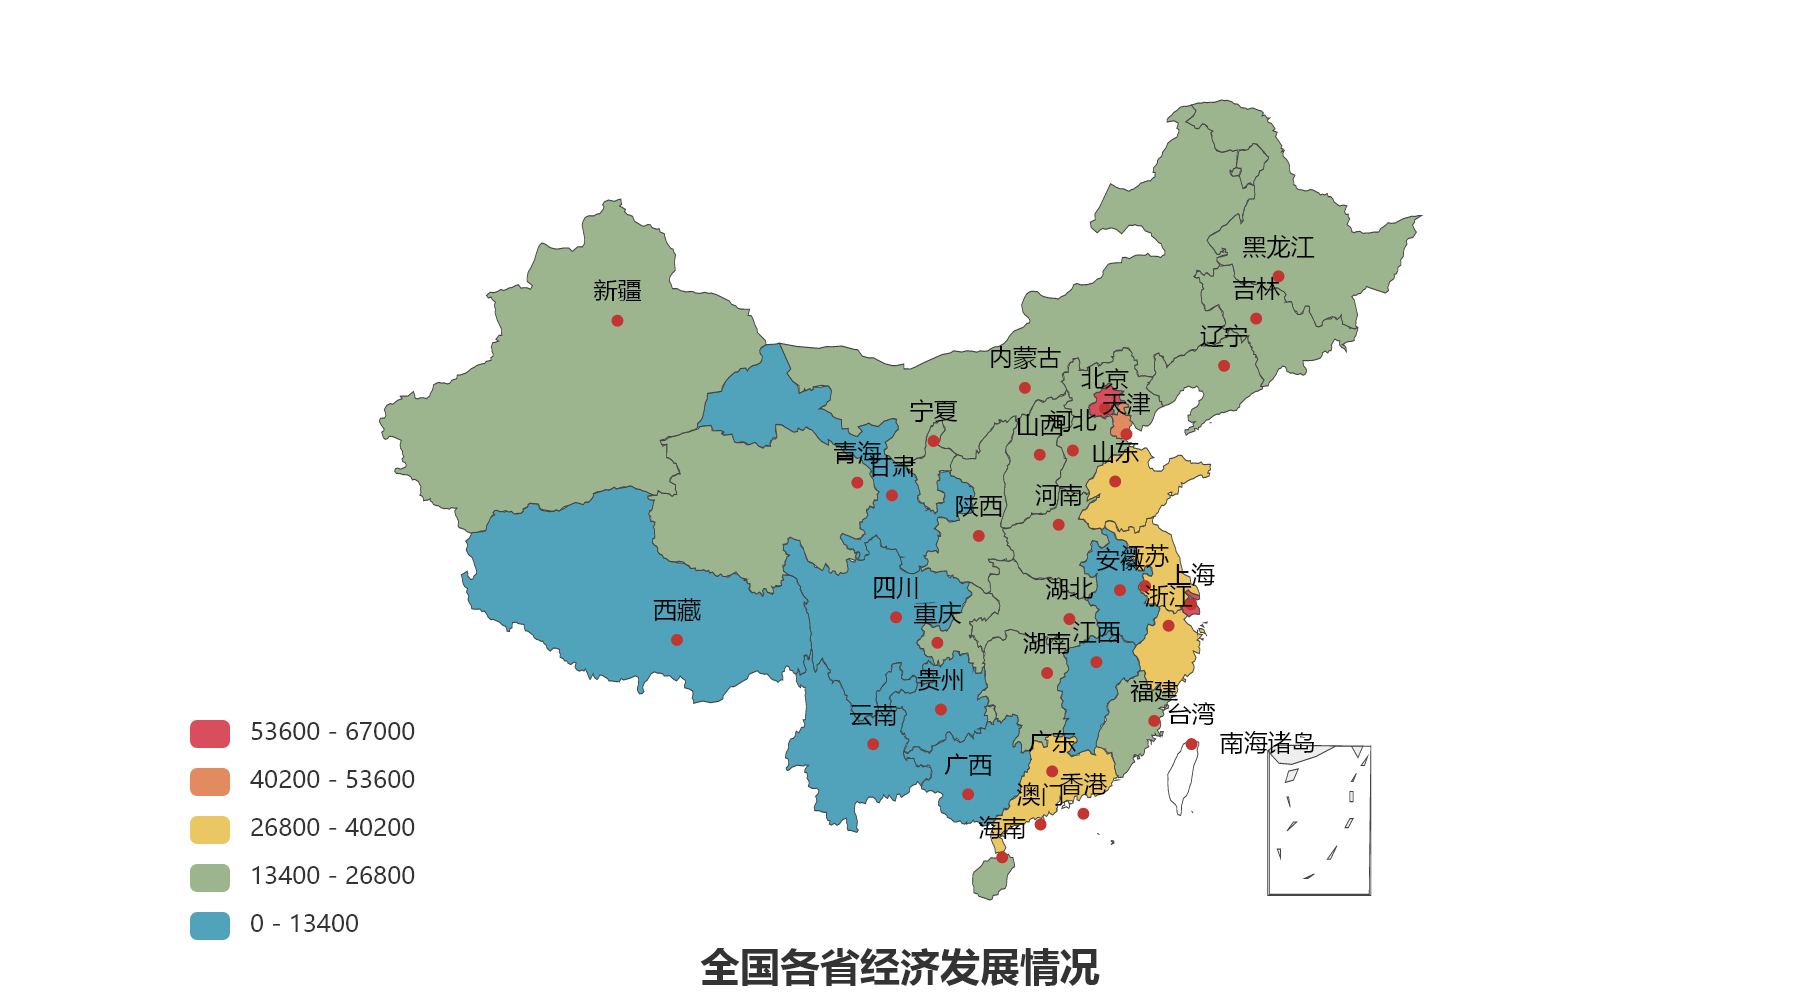 黑龙江
新疆
吉林
辽宁
内蒙古
北京
天津
宁夏
河北
山西
青海
山东
甘肃
河南
陕西
江苏
安徽
上海
四川
湖北
浙江
西藏
重庆
江西
湖南
贵州
福建
云南
台湾
53600 - 67000
广东
南海诸岛
广西
40200 - 53600
香港
澳门
26800 - 40200
海南
13400 - 26800
0 - 13400
全国各省经济发展情况